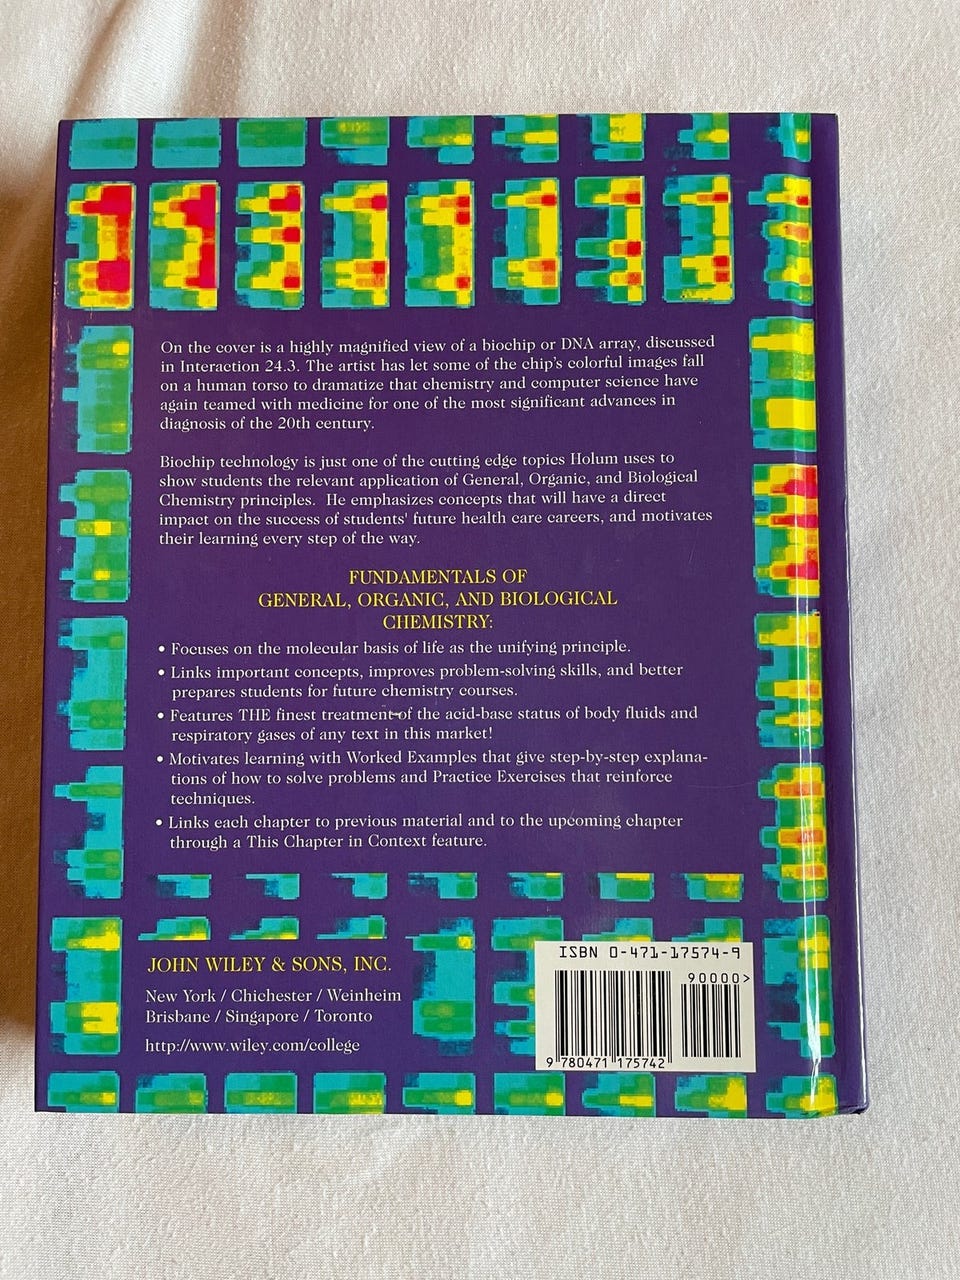 On the cover is a highly magnified view of a biochip or DNA array, discussed
in Interaction 24.3. The artist has let some of the chip's colorful images fall
on a human torso to dramatize that chemistry and computer science have
again teamed with medicine for one of the most significant advances in
diagnosis of the 20th century.
Biochip technology is just one of the cutting edge topics Holum uses to
show students the relevant application of General, Organic, and Biological
Chemistry principles. He emphasizes concepts that will have a direct
impact on the success of students' future health care careers, and motivates
their learning every step of the way.
FUNDAMENTALS OF
GENERAL, ORGANIC, AND BIOLOGICAL
CHEMISTRY:
• Focuses on the molecular basis of life as the unifying principle.
• Links important concepts, improves problem-solving skills, and better
prepares students for future chemistry courses.
• Features THE finest treatment of the acid-base status of body fluids and
respiratory gases of any text in this market!
• Motivates learning with Worked Examples that give step-by-step explana-
tions of how to solve problems and Practice Exercises that reinforce
techniques.
• Links each chapter to previous material and to the upcoming chapter
through a This Chapter in Context feature.
JOHN WILEY & SONS, INC.
New York / Chichester / Weinheim
Brisbane / Singapore / Toronto
http://www.wiley.com/college
ISBN 0-471-17574-9
90000>
9 780471 175742